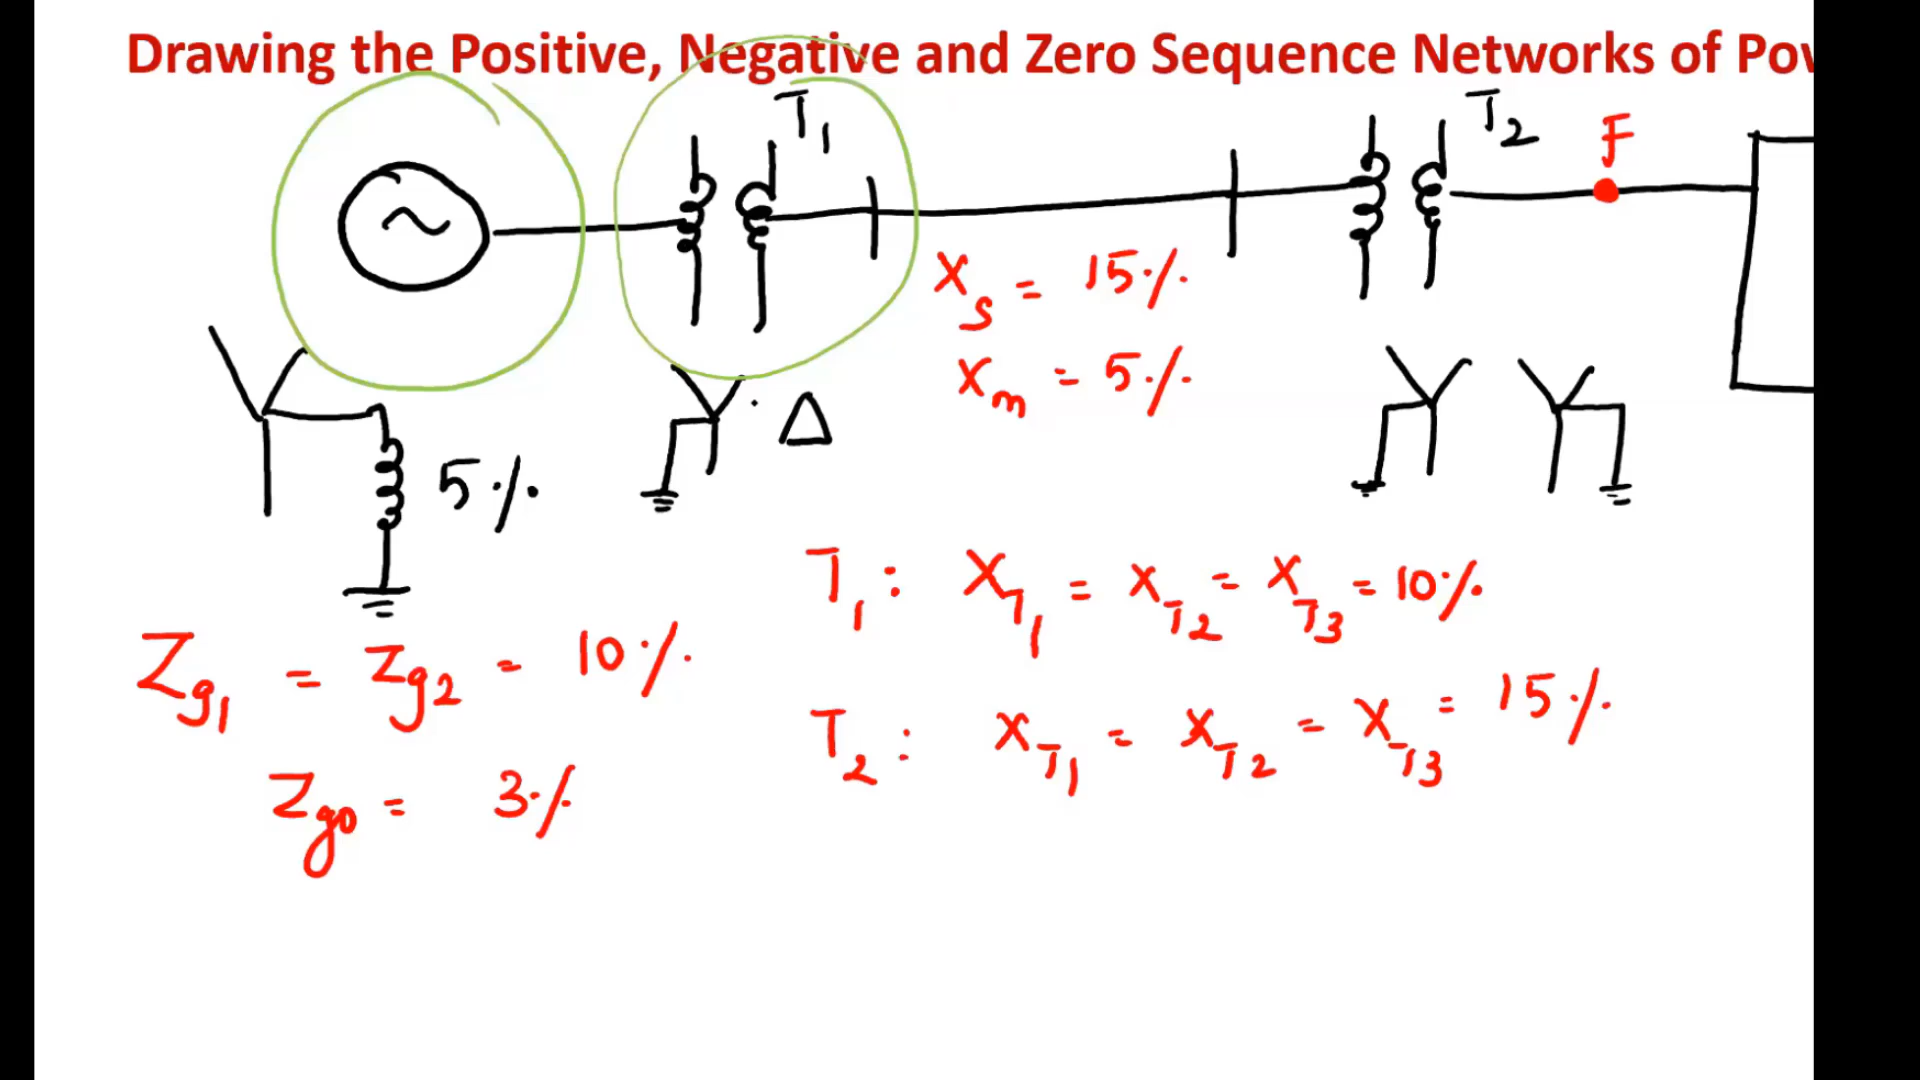 Drawing the Positive, Negative and Zero Sequence Networks of Pov
T1
T2
F
~
Xs = 15%
Xm = 5%
Δ
5%
T1: XT1 = XT2 = XT3 = 10%
Zg1 = Zg2 = 10%
T2: XT1 = XT2 = XT3 = 15%
Zg0 = 3%